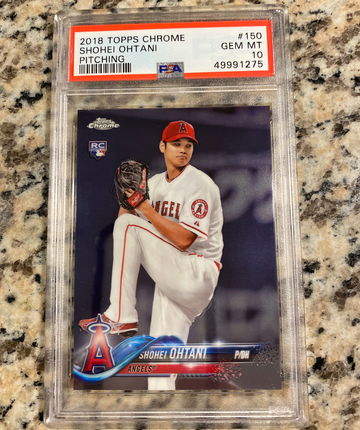 2018 TOPPS CHROME #150
SHOHEI OHTANI GEM MT
PITCHING 10
PSA 49991275
Topps
Chrome
RC
ANGELS
A
SHOHEI OHTANI P/DH
ANGELS